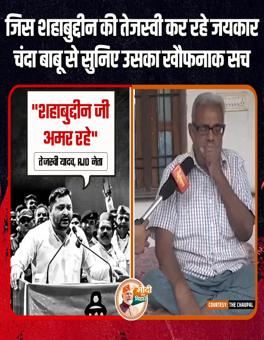 जिस शहाबुद्दीन की तेजस्वी कर रहे जयकार
चंदा बाबू से सुनिए उसका खौफनाक सच
"शहाबुद्दीन जी
अमर रहे"
तेजस्वी यादव, RJD नेता
मोदी
COURTESY: THE CHAUPAL